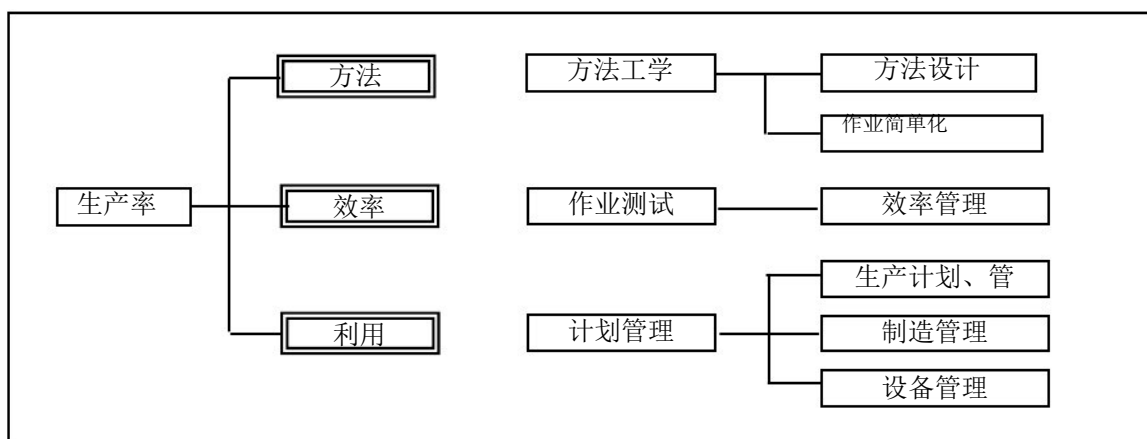 方法
方法工学
方法设计
作业简单化
生产率
效率
作业测试
效率管理
生产计划、管
利用
计划管理
制造管理
设备管理